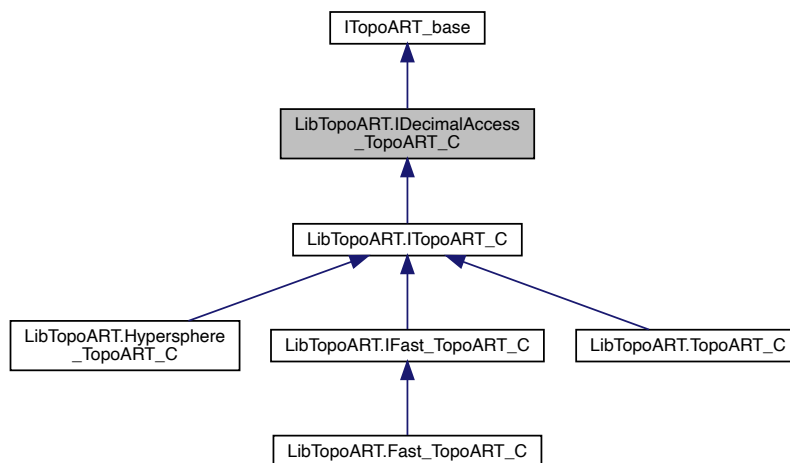 ITopoART_base
LibTopoART.IDecimalAccess
_TopoART_C
LibTopoART.ITopoART_C
LibTopoART.Hypersphere
_TopoART_C
LibTopoART.IFast_TopoART_C
LibTopoART.TopoART_C
LibTopoART.Fast_TopoART_C